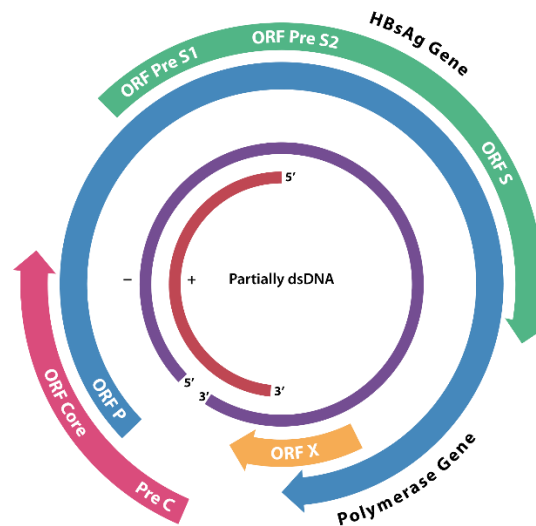 HBsAg Gene
ORF Pre S1
ORF Pre S2
ORF S
5’
–
+
Partially dsDNA
5’
3’
3’
ORF P
ORF Core
Pre C
ORF X
Polymerase Gene